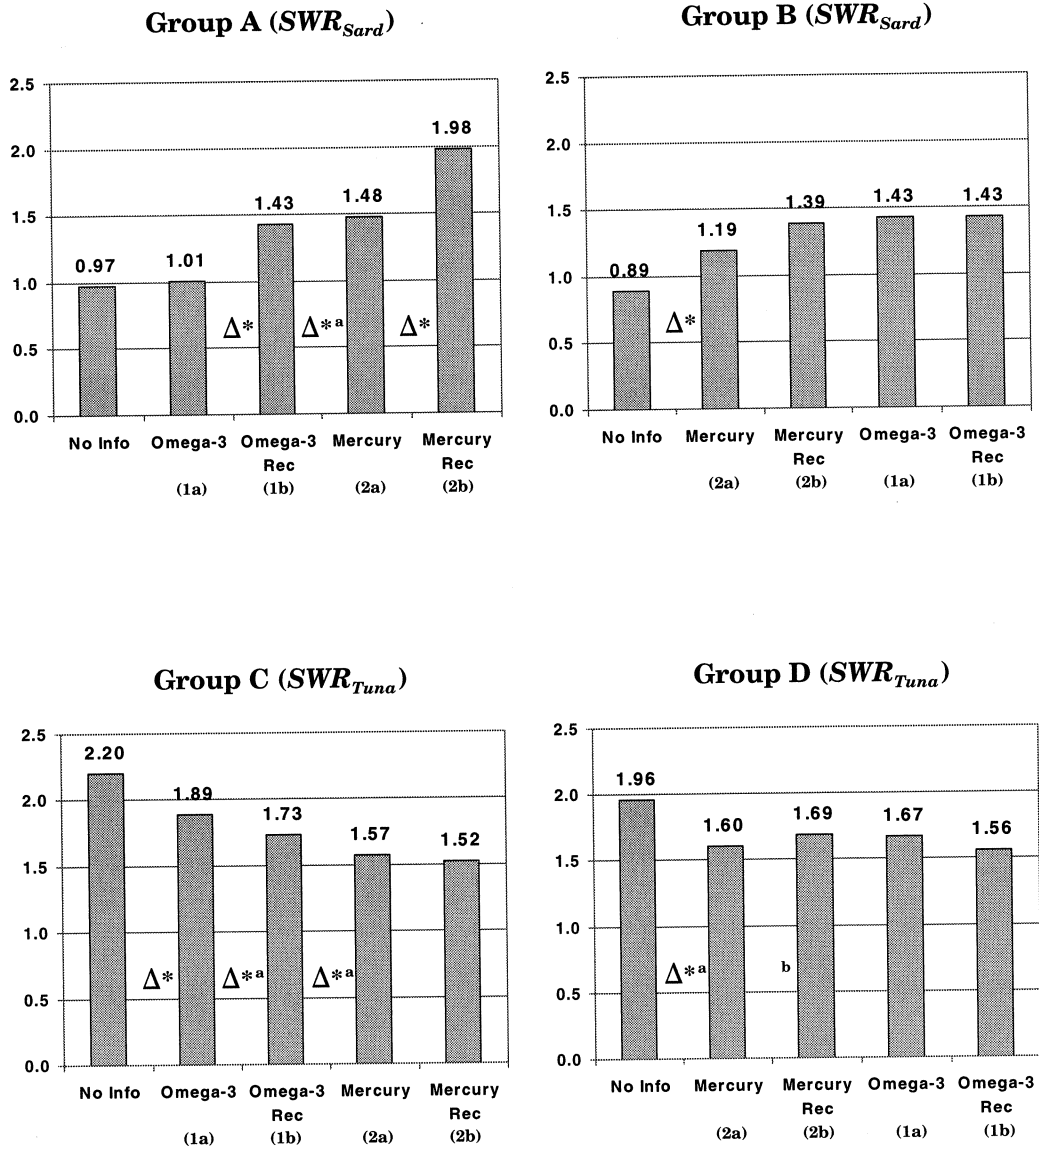 Group A (SWR_Sard)
2.5
2.0
1.5
1.0
0.5
0.0
0.97
1.01
1.43
1.48
1.98
Δ* Δ*a Δ*
No Info Omega-3 Omega-3 Mercury Mercury
Rec Rec
(1a) (1b) (2a) (2b)
Group B (SWR_Sard)
2.5
2.0
1.5
1.0
0.5
0.0
0.89
1.19
1.39
1.43
1.43
Δ*
No Info Mercury Mercury Omega-3 Omega-3
Rec Rec
(2a) (2b) (1a) (1b)
Group C (SWR_Tuna)
2.5
2.0
1.5
1.0
0.5
0.0
2.20
1.89
1.73
1.57
1.52
Δ* Δ*a Δ*a
No Info Omega-3 Omega-3 Mercury Mercury
Rec Rec
(1a) (1b) (2a) (2b)
Group D (SWR_Tuna)
2.5
2.0
1.5
1.0
0.5
0.0
1.96
1.60
1.69
1.67
1.56
Δ*a b
No Info Mercury Mercury Omega-3 Omega-3
Rec Rec
(2a) (2b) (1a) (1b)